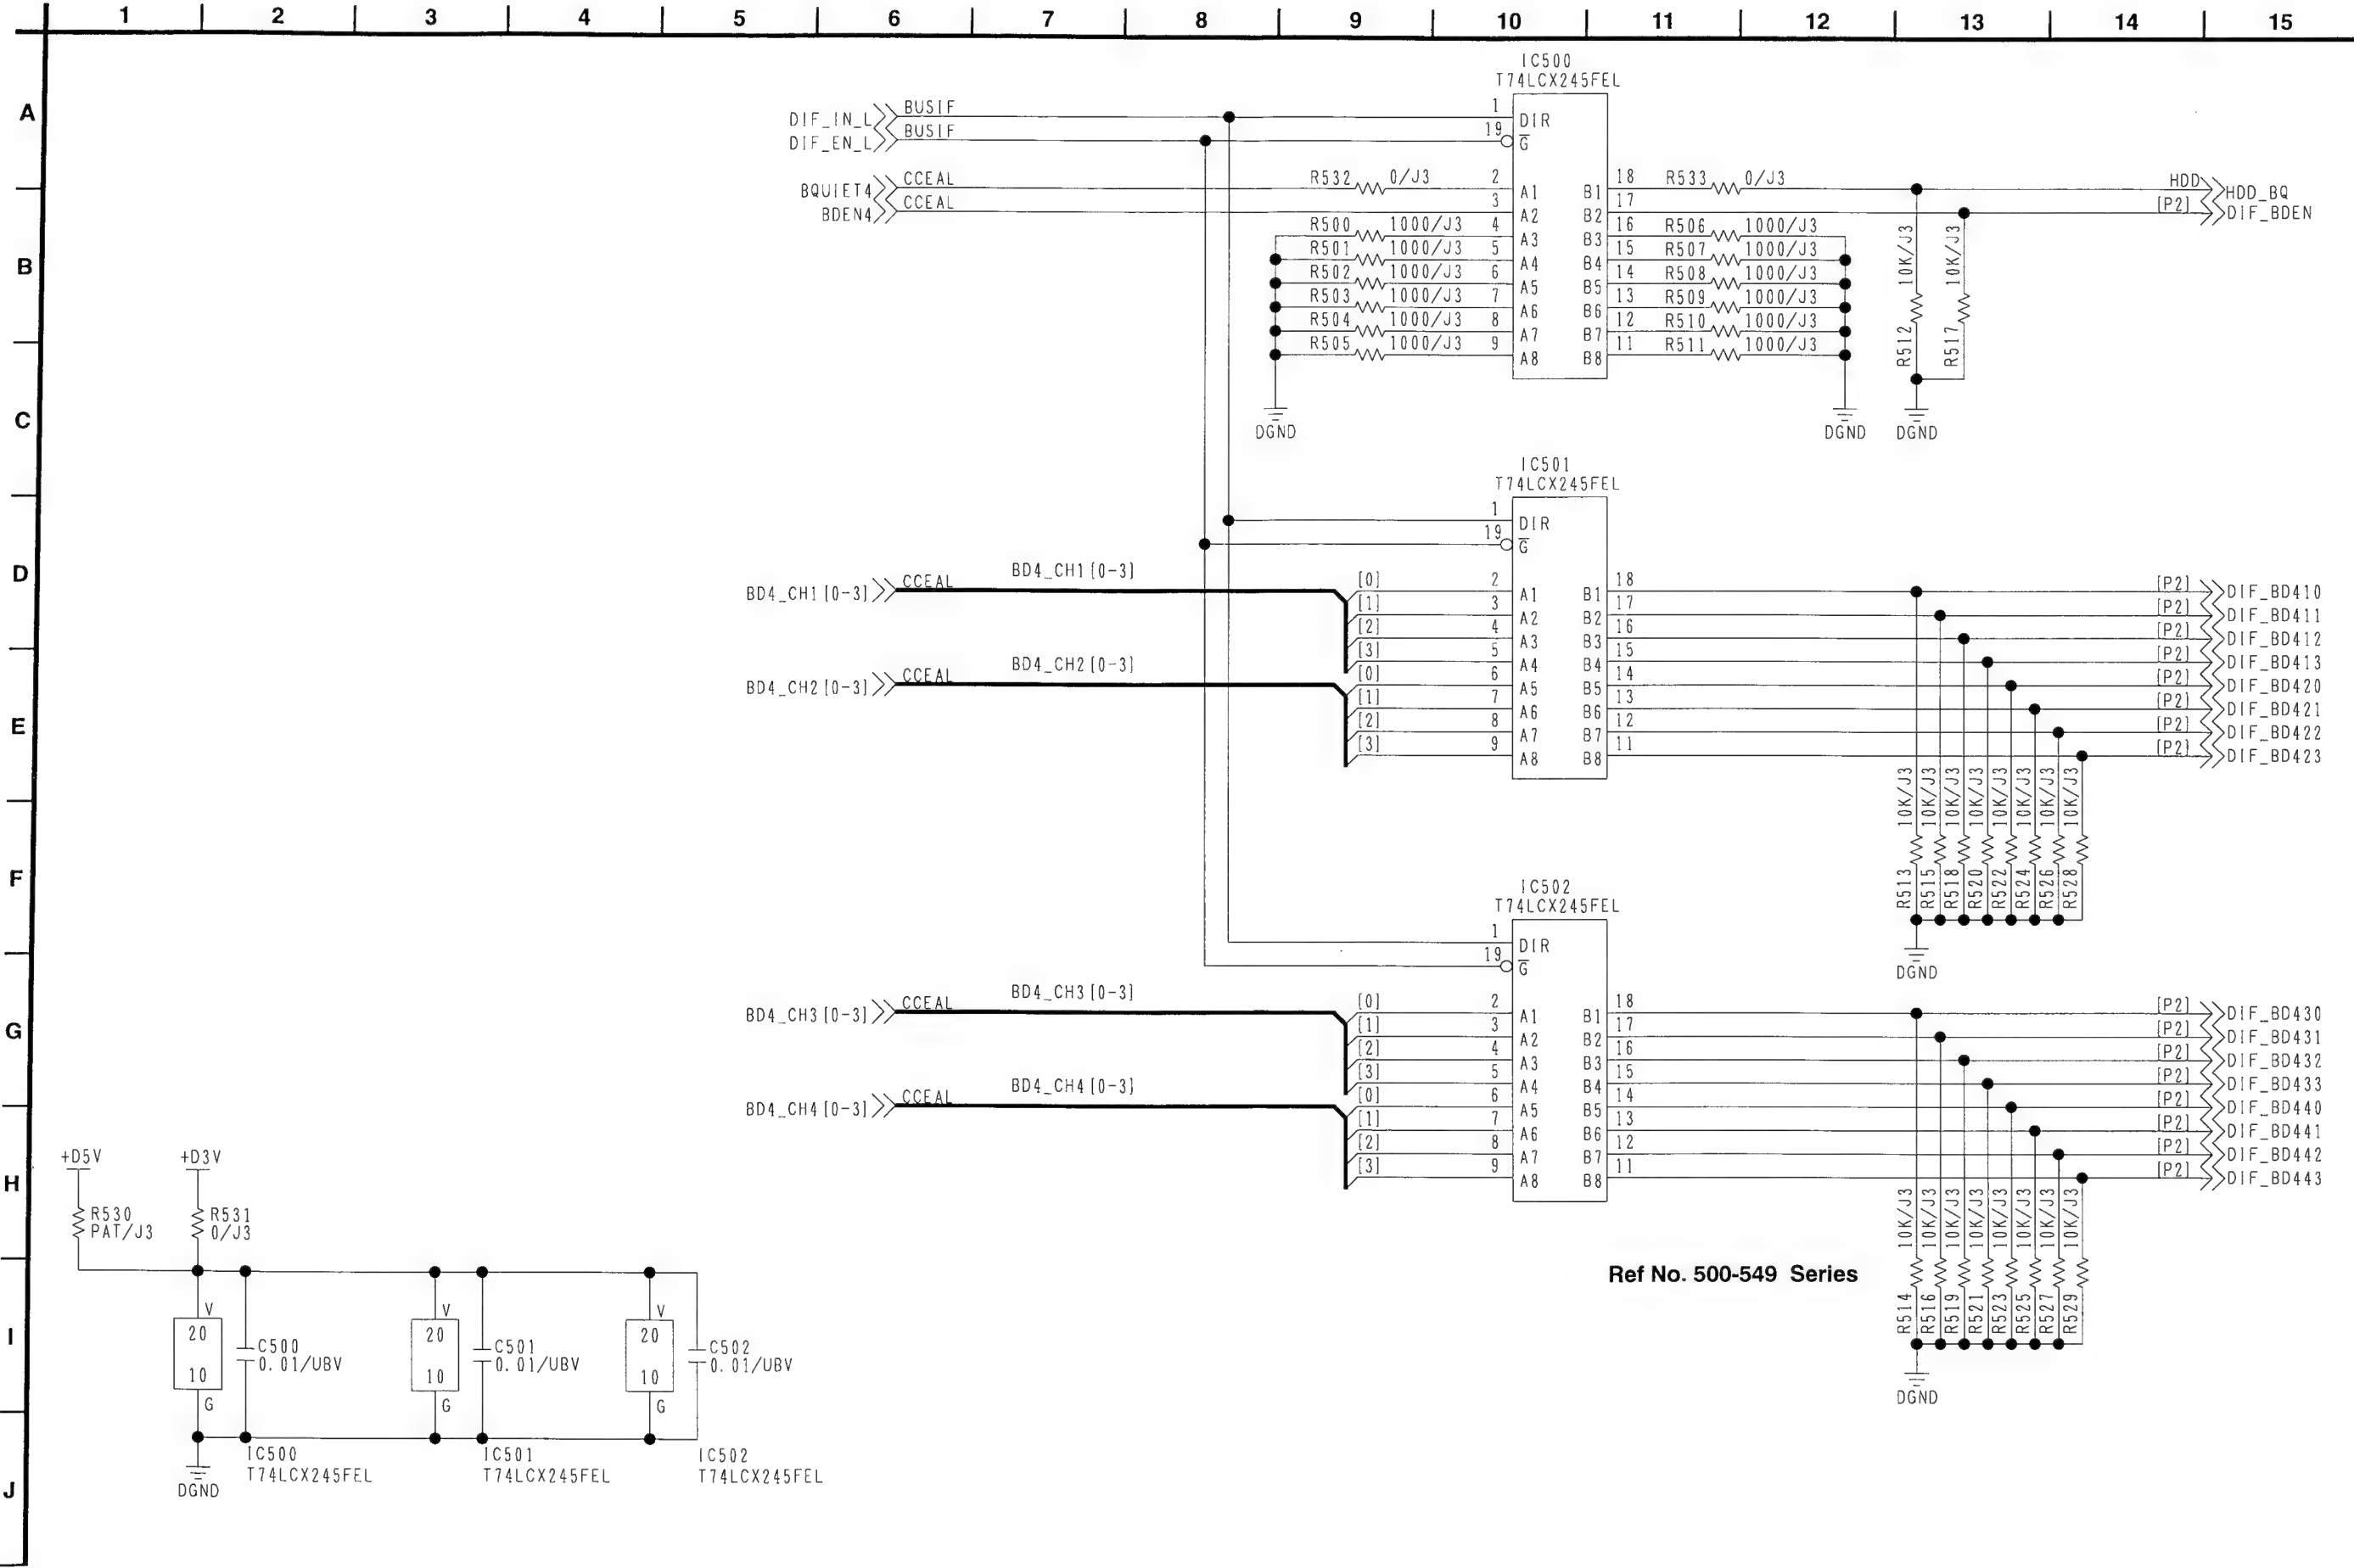 1 2 3 4 5 6 7 8 9 10 11 12 13 14 15
A
B
C
D
E
F
G
H
I
J
IC500
T74LCX245FEL
DIF_IN_L BUSIF 1 DIR
DIF_EN_L BUSIF 19 G
BQUIET4 CCEAL R532 0/J3 2 A1 B1 18 R533 0/J3 HDD HDD_BQ
BDEN4 CCEAL 3 A2 B2 17 [P2] DIF_BDEN
R500 1000/J3 4 A3 B3 16 R506 1000/J3
R501 1000/J3 5 A4 B4 15 R507 1000/J3
R502 1000/J3 6 A5 B5 14 R508 1000/J3
R503 1000/J3 7 A6 B6 13 R509 1000/J3
R504 1000/J3 8 A7 B7 12 R510 1000/J3
R505 1000/J3 9 A8 B8 11 R511 1000/J3
R512 10K/J3
R517 10K/J3
DGND DGND DGND
IC501
T74LCX245FEL
1 DIR
19 G
BD4_CH1[0-3] CCEAL BD4_CH1[0-3]
[0] 2 A1 B1 18 [P2] DIF_BD410
[1] 3 A2 B2 17 [P2] DIF_BD411
[2] 4 A3 B3 16 [P2] DIF_BD412
[3] 5 A4 B4 15 [P2] DIF_BD413
BD4_CH2[0-3] CCEAL BD4_CH2[0-3]
[0] 6 A5 B5 14 [P2] DIF_BD420
[1] 7 A6 B6 13 [P2] DIF_BD421
[2] 8 A7 B7 12 [P2] DIF_BD422
[3] 9 A8 B8 11 [P2] DIF_BD423
R513 10K/J3
R515 10K/J3
R518 10K/J3
R520 10K/J3
R522 10K/J3
R524 10K/J3
R526 10K/J3
R528 10K/J3
DGND
IC502
T74LCX245FEL
1 DIR
19 G
BD4_CH3[0-3] CCEAL BD4_CH3[0-3]
[0] 2 A1 B1 18 [P2] DIF_BD430
[1] 3 A2 B2 17 [P2] DIF_BD431
[2] 4 A3 B3 16 [P2] DIF_BD432
[3] 5 A4 B4 15 [P2] DIF_BD433
BD4_CH4[0-3] CCEAL BD4_CH4[0-3]
[0] 6 A5 B5 14 [P2] DIF_BD440
[1] 7 A6 B6 13 [P2] DIF_BD441
[2] 8 A7 B7 12 [P2] DIF_BD442
[3] 9 A8 B8 11 [P2] DIF_BD443
R514 10K/J3
R516 10K/J3
R519 10K/J3
R521 10K/J3
R523 10K/J3
R525 10K/J3
R527 10K/J3
R529 10K/J3
DGND
Ref No. 500-549 Series
+D5V +D3V
R530
PAT/J3
R531
0/J3
V 20 10 G
C500
0.01/UBV
V 20 10 G
C501
0.01/UBV
V 20 10 G
C502
0.01/UBV
IC500
T74LCX245FEL
IC501
T74LCX245FEL
IC502
T74LCX245FEL
DGND